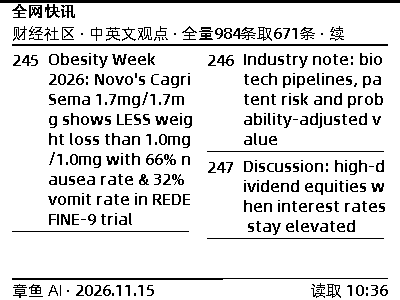 全网快讯
财经社区 · 中英文观点 · 全量984条取671条 · 续
245 Obesity Week
2026: Novo's Cagri
Sema 1.7mg/1.7m
g shows LESS weig
ht loss than 1.0mg
/1.0mg with 66% n
ausea rate & 32%
vomit rate in REDE
FINE-9 trial
246 Industry note: bio
tech pipelines, pa
tent risk and prob
ability-adjusted v
alue
247 Discussion: high-d
ividend equities w
hen interest rates
stay elevated
章鱼 AI · 2026.11.15
读取 10:36